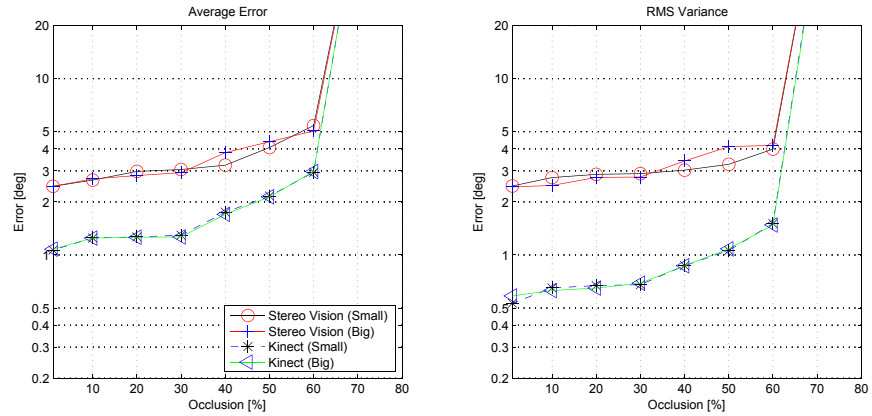 Average Error
20
10
5
4
3
2
1
0.5
0.4
0.3
0.2
Error [deg]
10 20 30 40 50 60 70 80
Occlusion [%]
Stereo Vision (Small)
Stereo Vision (Big)
Kinect (Small)
Kinect (Big)
RMS Variance
20
10
5
4
3
2
1
0.5
0.4
0.3
0.2
Error [deg]
10 20 30 40 50 60 70 80
Occlusion [%]